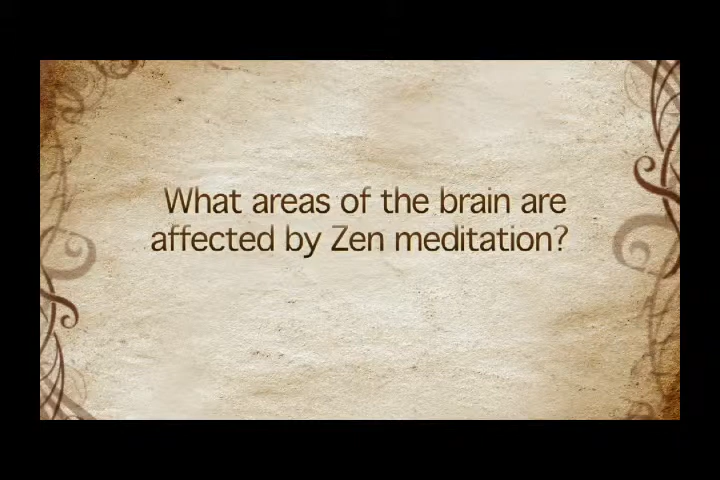 What areas of the brain are
affected by Zen meditation?